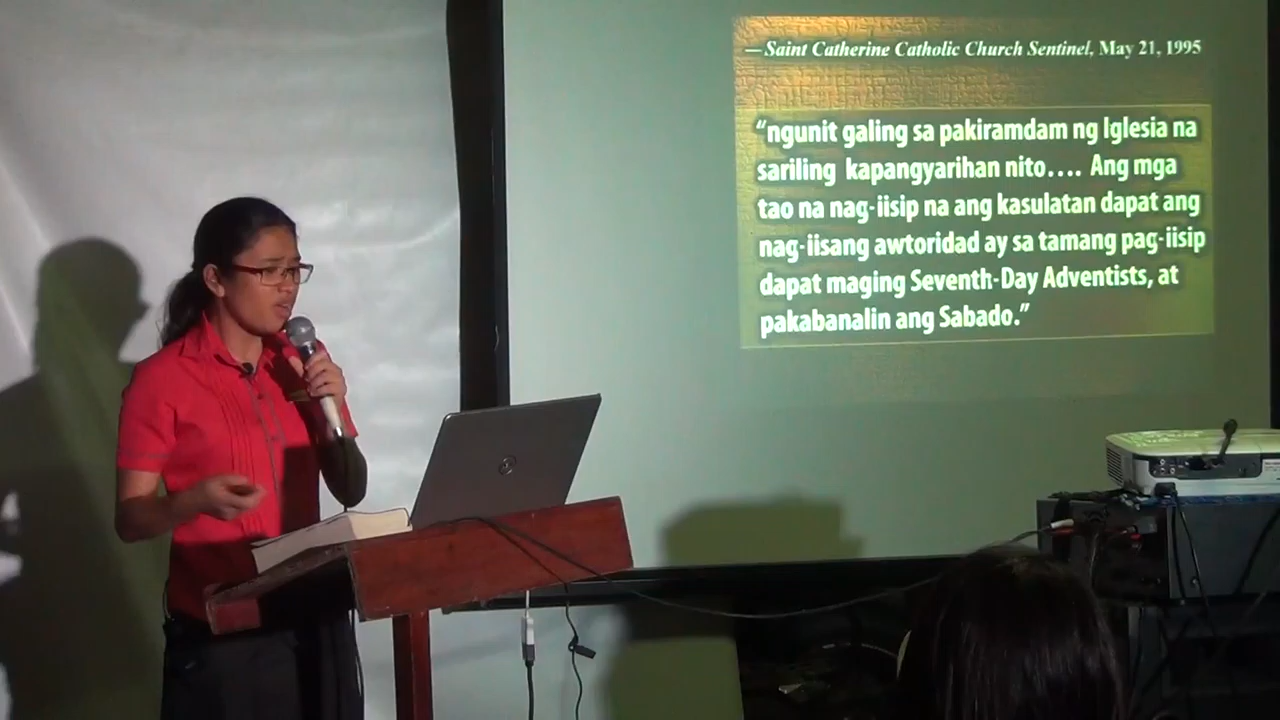 — Saint Catherine Catholic Church Sentinel, May 21, 1995
“ngunit galing sa pakiramdam ng Iglesia na
sariling kapangyarihan nito…. Ang mga
tao na nag-iisip na ang kasulatan dapat ang
nag-iisang awtoridad ay sa tamang pag-iisip
dapat maging Seventh-Day Adventists, at
pakabanalin ang Sabado.”